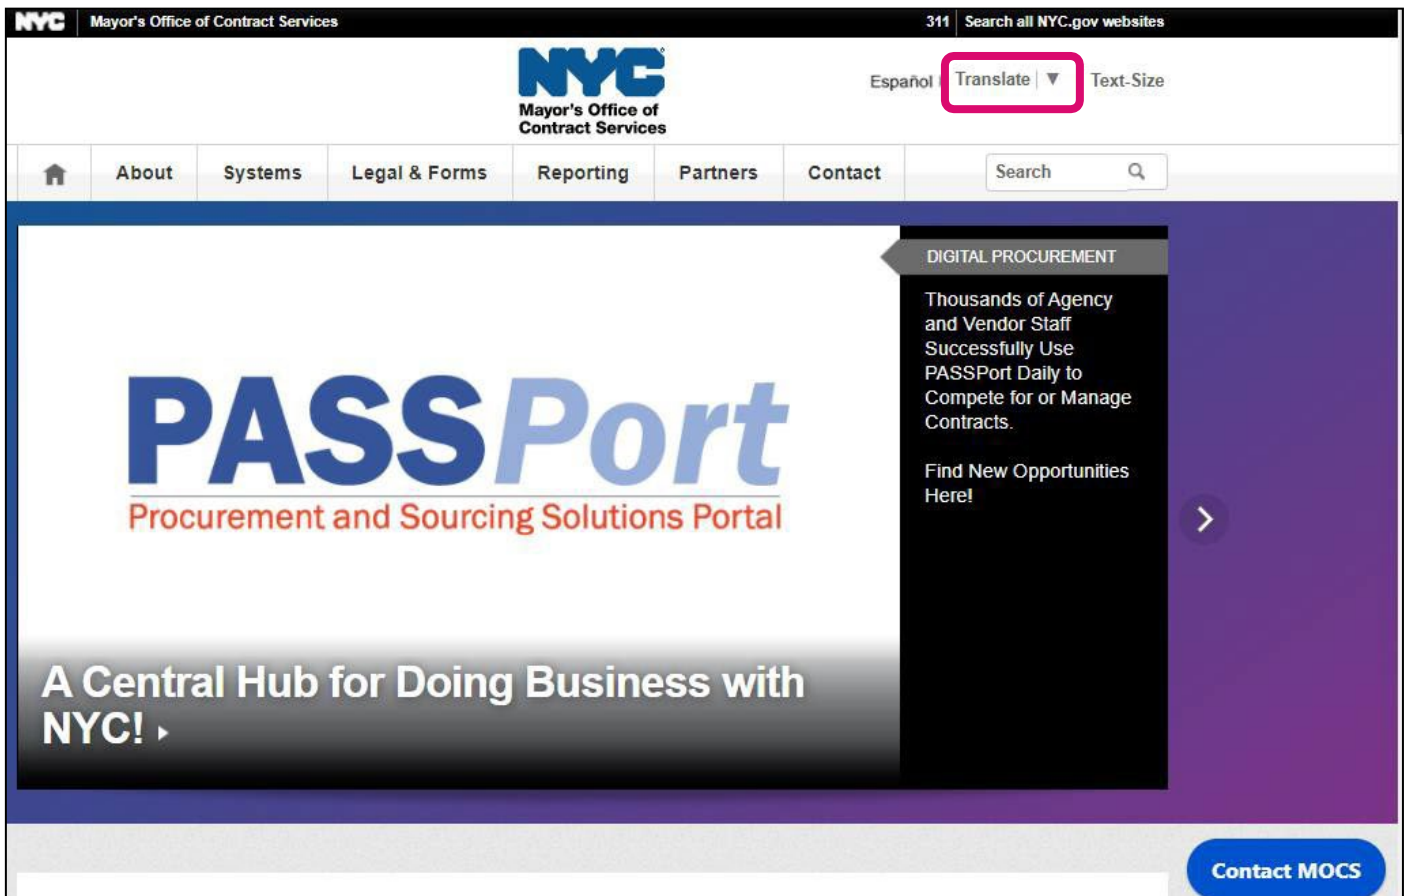 NYC Mayor's Office of Contract Services 311 Search all NYC.gov websites
NYC
Mayor's Office of
Contract Services
Español Translate ▼ Text-Size
About Systems Legal & Forms Reporting Partners Contact Search
DIGITAL PROCUREMENT
Thousands of Agency
and Vendor Staff
Successfully Use
PASSPort Daily to
Compete for or Manage
Contracts.
Find New Opportunities
Here!
PASSPort
Procurement and Sourcing Solutions Portal
A Central Hub for Doing Business with
NYC!
Contact MOCS